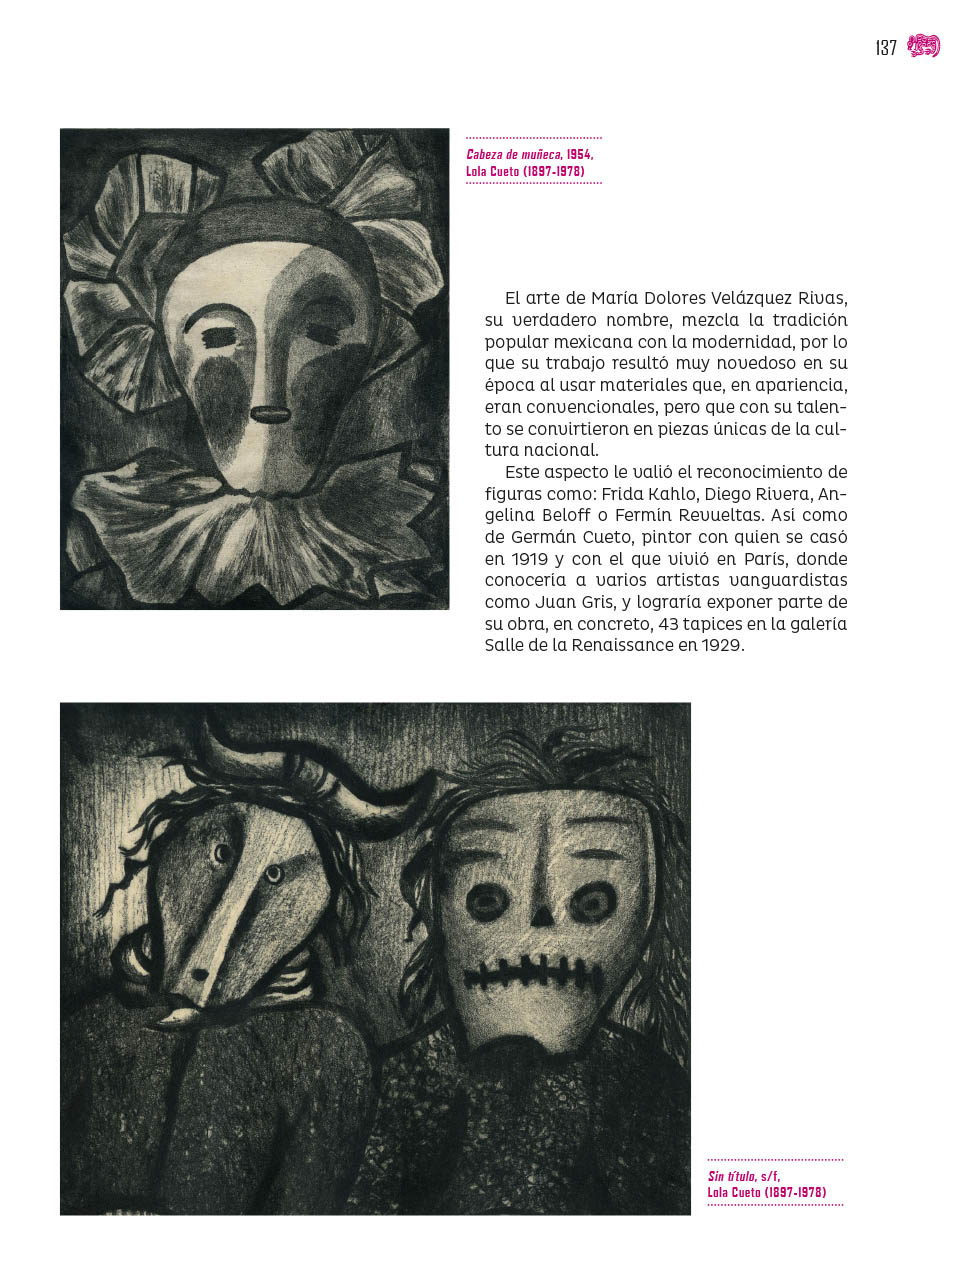 137
Cabeza de muñeca, 1954,
Lola Cueto (1897-1978)
El arte de María Dolores Velázquez Rivas,
su verdadero nombre, mezcla la tradición
popular mexicana con la modernidad, por lo
que su trabajo resultó muy novedoso en su
época al usar materiales que, en apariencia,
eran convencionales, pero que con su talen-
to se convirtieron en piezas únicas de la cul-
tura nacional.
Este aspecto le valió el reconocimiento de
figuras como: Frida Kahlo, Diego Rivera, An-
gelina Beloff o Fermín Revueltas. Así como
de Germán Cueto, pintor con quien se casó
en 1919 y con el que vivió en París, donde
conocería a varios artistas vanguardistas
como Juan Gris, y lograría exponer parte de
su obra, en concreto, 43 tapices en la galería
Salle de la Renaissance en 1929.
Sin título, s/f,
Lola Cueto (1897-1978)